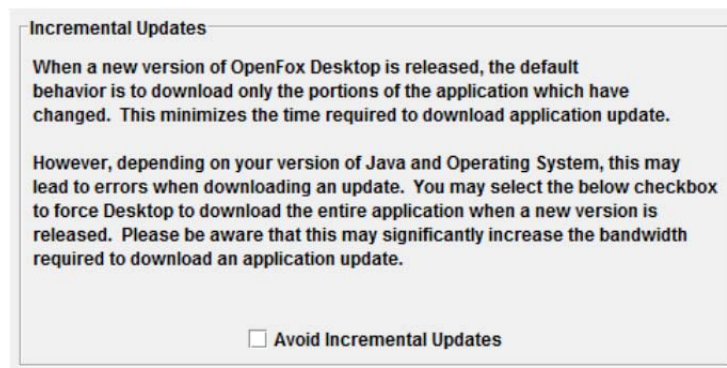 Incremental Updates
When a new version of OpenFox Desktop is released, the default
behavior is to download only the portions of the application which have
changed.  This minimizes the time required to download application update.
However, depending on your version of Java and Operating System, this may
lead to errors when downloading an update.  You may select the below checkbox
to force Desktop to download the entire application when a new version is
released.  Please be aware that this may significantly increase the bandwidth
required to download an application update.
Avoid Incremental Updates